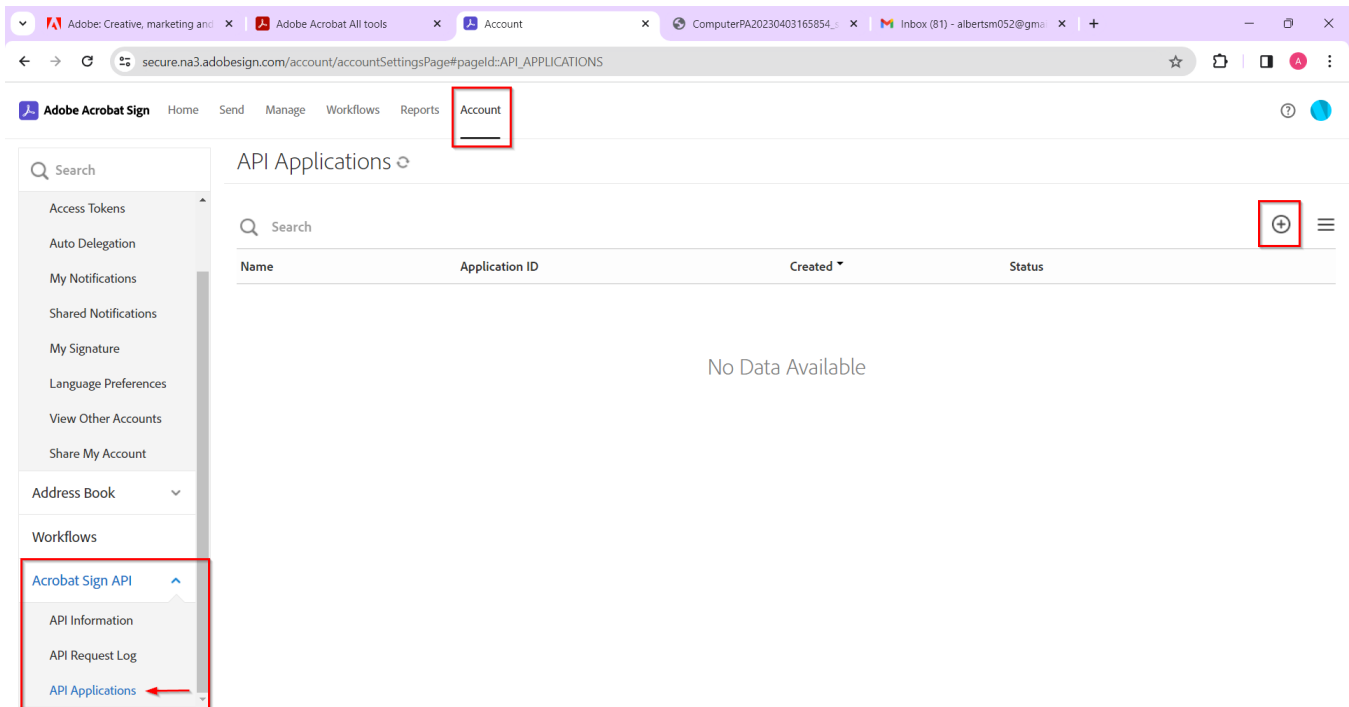 Adobe: Creative, marketing and
Adobe Acrobat All tools
Account
ComputerPA20230403165854_s
Inbox (81) - albertsm052@gma
secure.na3.adobesign.com/account/accountSettingsPage#pageId::API_APPLICATIONS
A
Adobe Acrobat Sign Home Send Manage Workflows Reports Account
Search
API Applications
Access Tokens
Auto Delegation
My Notifications
Shared Notifications
My Signature
Language Preferences
View Other Accounts
Share My Account
Address Book
Workflows
Acrobat Sign API
API Information
API Request Log
API Applications
Search
Name Application ID Created Status
No Data Available